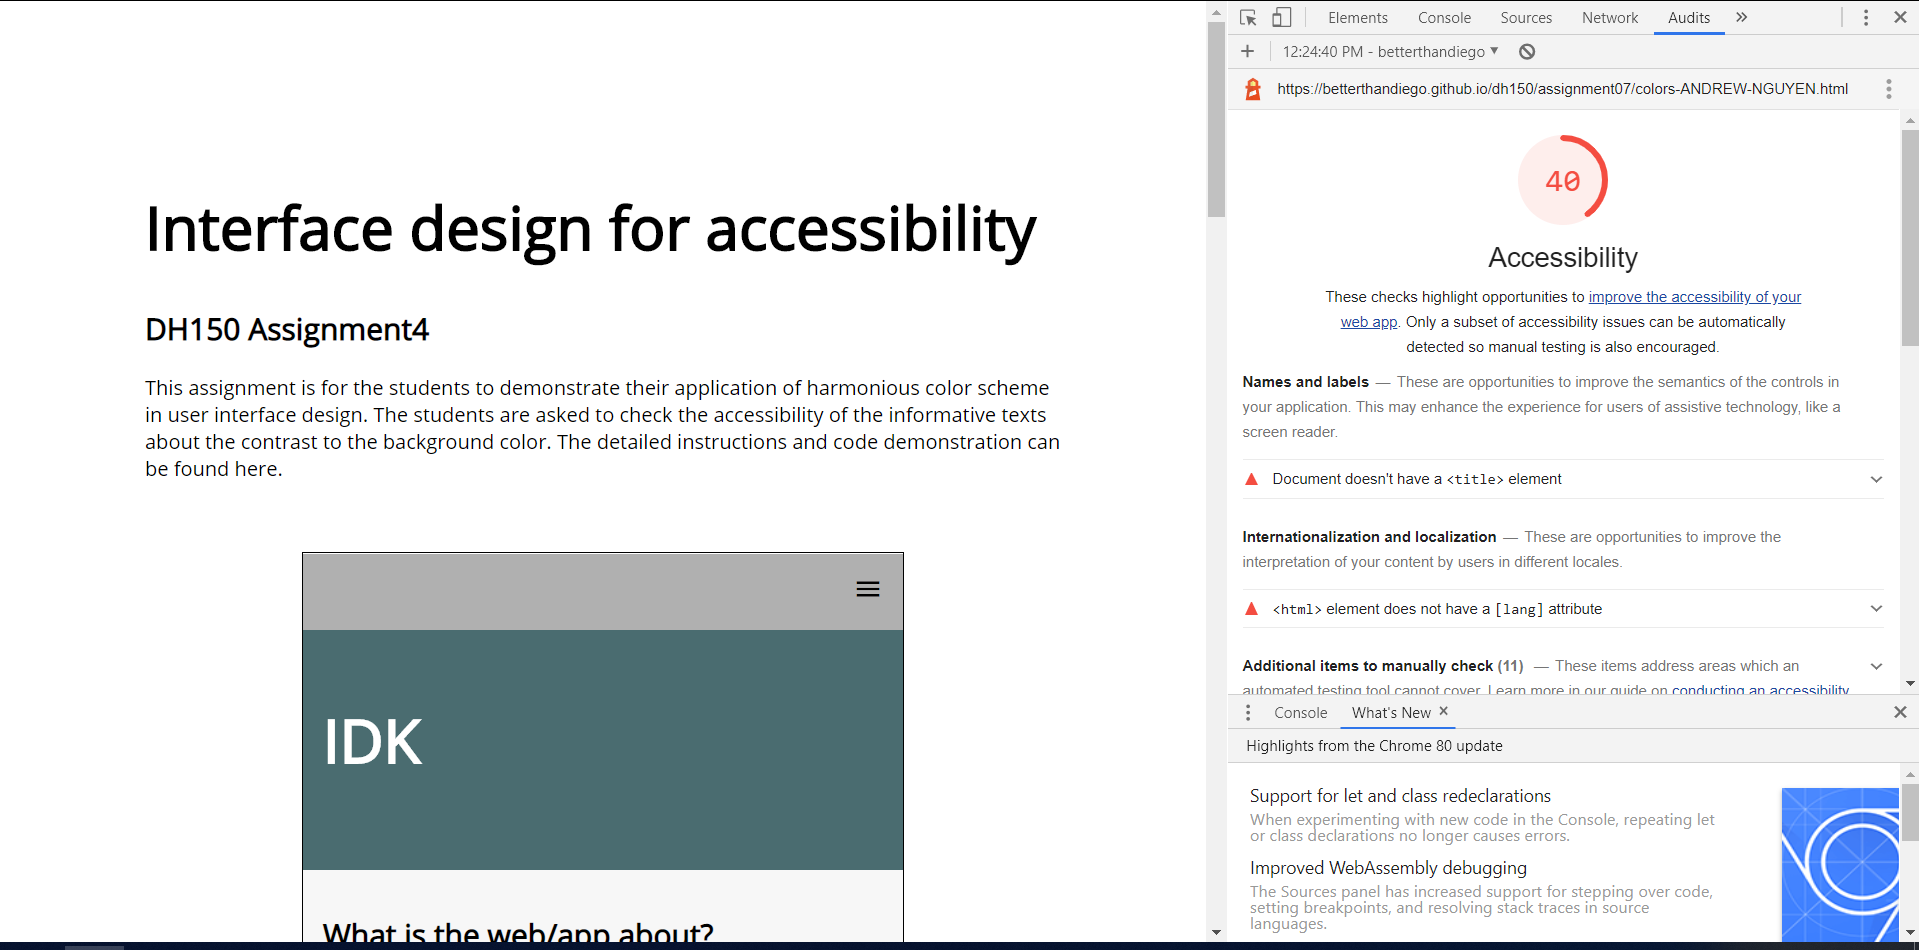 Interface design for accessibility
DH150 Assignment4
This assignment is for the students to demonstrate their application of harmonious color scheme
in user interface design. The students are asked to check the accessibility of the informative texts
about the contrast to the background color. The detailed instructions and code demonstration can
be found here.
IDK
What is the web/app about?
Elements Console Sources Network Audits »
12:24:40 PM - betterthandiego ▼
https://betterthandiego.github.io/dh150/assignment07/colors-ANDREW-NGUYEN.html
40
Accessibility
These checks highlight opportunities to improve the accessibility of your
web app. Only a subset of accessibility issues can be automatically
detected so manual testing is also encouraged.
Names and labels — These are opportunities to improve the semantics of the controls in
your application. This may enhance the experience for users of assistive technology, like a
screen reader.
Document doesn't have a <title> element
Internationalization and localization — These are opportunities to improve the
interpretation of your content by users in different locales.
<html> element does not have a [lang] attribute
Additional items to manually check (11) — These items address areas which an
automated testing tool cannot cover. Learn more in our guide on conducting an accessibility
Console What's New ×
Highlights from the Chrome 80 update
Support for let and class redeclarations
When experimenting with new code in the Console, repeating let
or class declarations no longer causes errors.
Improved WebAssembly debugging
The Sources panel has increased support for stepping over code,
setting breakpoints, and resolving stack traces in source
languages.